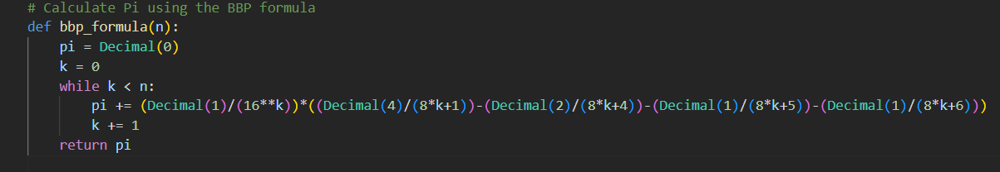 # Calculate Pi using the BBP formula
def bbp_formula(n):
    pi = Decimal(0)
    k = 0
    while k < n:
        pi += (Decimal(1)/(16**k))*((Decimal(4)/(8*k+1))-(Decimal(2)/(8*k+4))-(Decimal(1)/(8*k+5))-(Decimal(1)/(8*k+6)))
        k += 1
    return pi